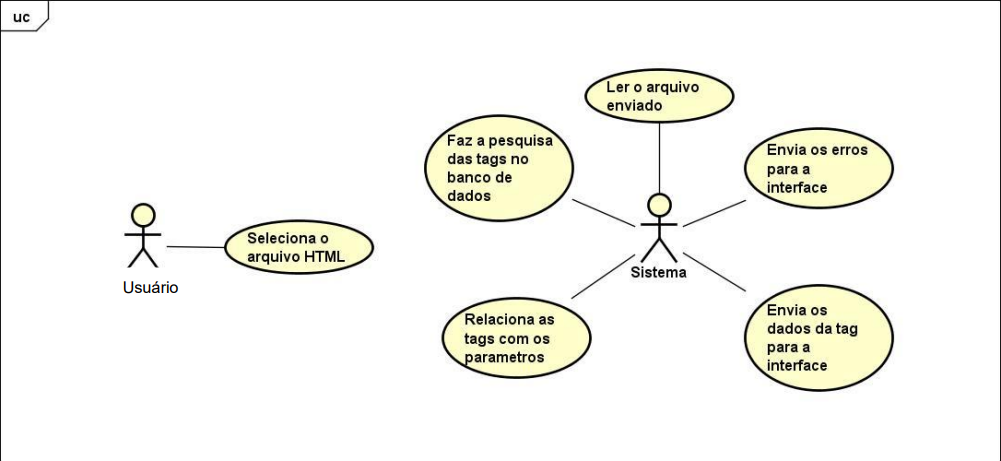 uc
Ler o arquivo
enviado
Faz a pesquisa
das tags no
banco de
dados
Envia os erros
para a
interface
Seleciona o
arquivo HTML
Usuário
Sistema
Relaciona as
tags com os
parametros
Envia os
dados da tag
para a
interface